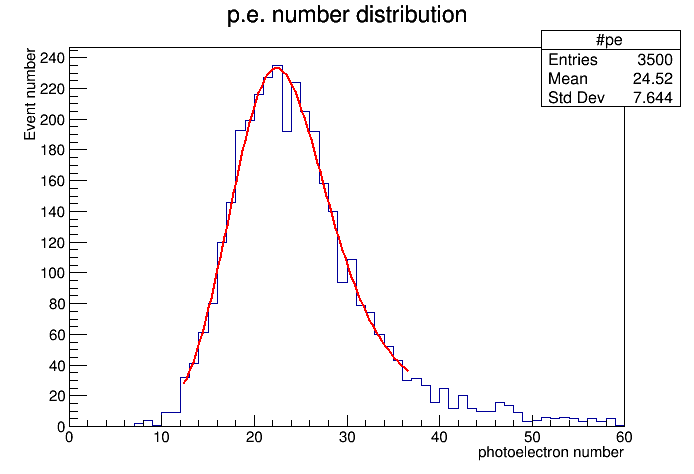 p.e. number distribution
#pe
Entries 3500
Mean 24.52
Std Dev 7.644
Event number
240
220
200
180
160
140
120
100
80
60
40
20
0
0 10 20 30 40 50 60
photoelectron number